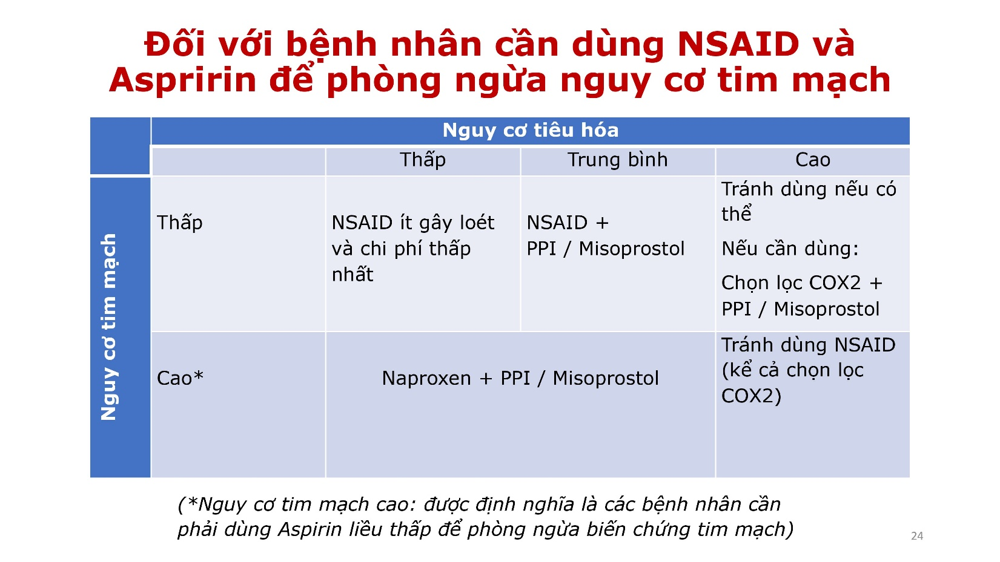 Đối với bệnh nhân cần dùng NSAID và
Aspririn để phòng ngừa nguy cơ tim mạch
Nguy cơ tiêu hóa
Thấp
Trung bình
Cao
Nguy cơ tim mạch
Thấp
NSAID ít gây loét
và chi phí thấp
nhất
NSAID +
PPI / Misoprostol
Tránh dùng nếu có
thể
Nếu cần dùng:
Chọn lọc COX2 +
PPI / Misoprostol
Cao*
Naproxen + PPI / Misoprostol
Tránh dùng NSAID
(kể cả chọn lọc
COX2)
(*Nguy cơ tim mạch cao: được định nghĩa là các bệnh nhân cần
phải dùng Aspirin liều thấp để phòng ngừa biến chứng tim mạch)
24